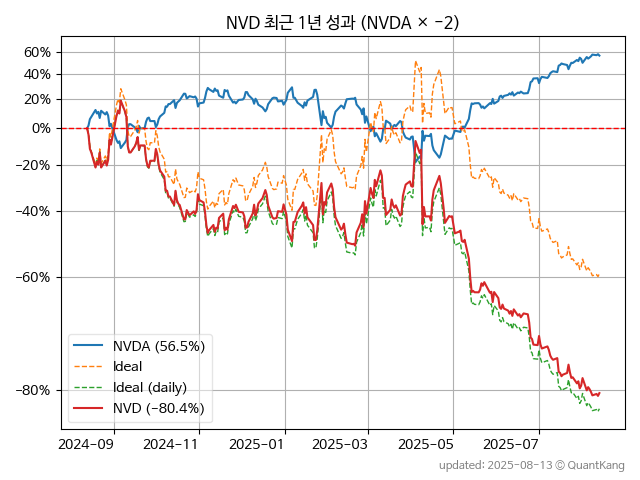 NVD 최근 1년 성과 (NVDA × −2)
60%
40%
20%
0%
−20%
−40%
−60%
−80%
NVDA (56.5%)
Ideal
Ideal (daily)
NVD (−80.4%)
2024-09
2024-11
2025-01
2025-03
2025-05
2025-07
updated: 2025-08-13 © QuantKang